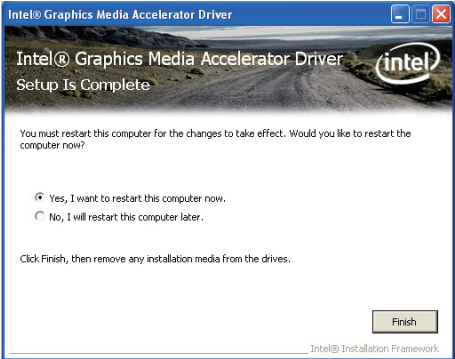 Intel® Graphics Media Accelerator Driver
Intel® Graphics Media Accelerator Driver
Setup Is Complete
intel
You must restart this computer for the changes to take effect. Would you like to restart the
computer now?
Yes, I want to restart this computer now.
No, I will restart this computer later.
Click Finish, then remove any installation media from the drives.
Finish
Intel® Installation Framework